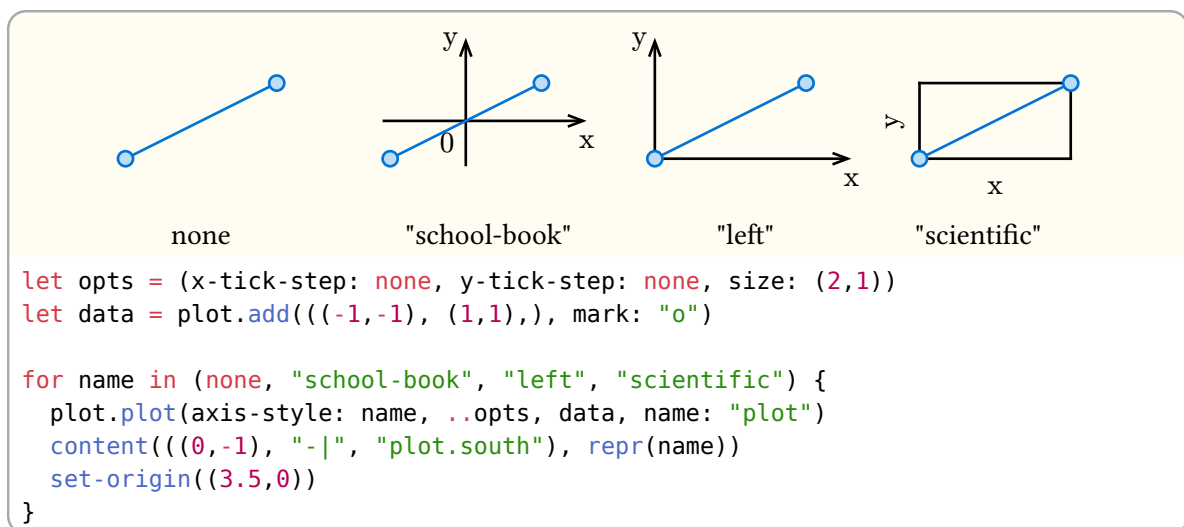 y
y
y
0
x
x
x
none
"school-book"
"left"
"scientific"
let opts = (x-tick-step: none, y-tick-step: none, size: (2,1))
let data = plot.add(((-1,-1), (1,1),), mark: "o")
for name in (none, "school-book", "left", "scientific") {
  plot.plot(axis-style: name, ..opts, data, name: "plot")
  content(((0,-1), "-|", "plot.south"), repr(name))
  set-origin((3.5,0))
}